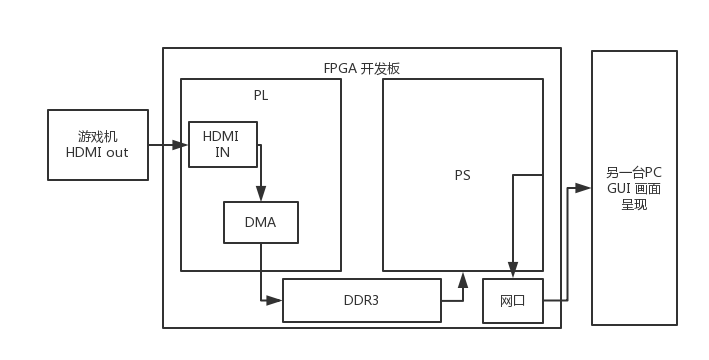 FPGA 开发板
PL
游戏机
HDMI out
HDMI
IN
DMA
DDR3
PS
网口
另一台PC
GUI 画面
呈现